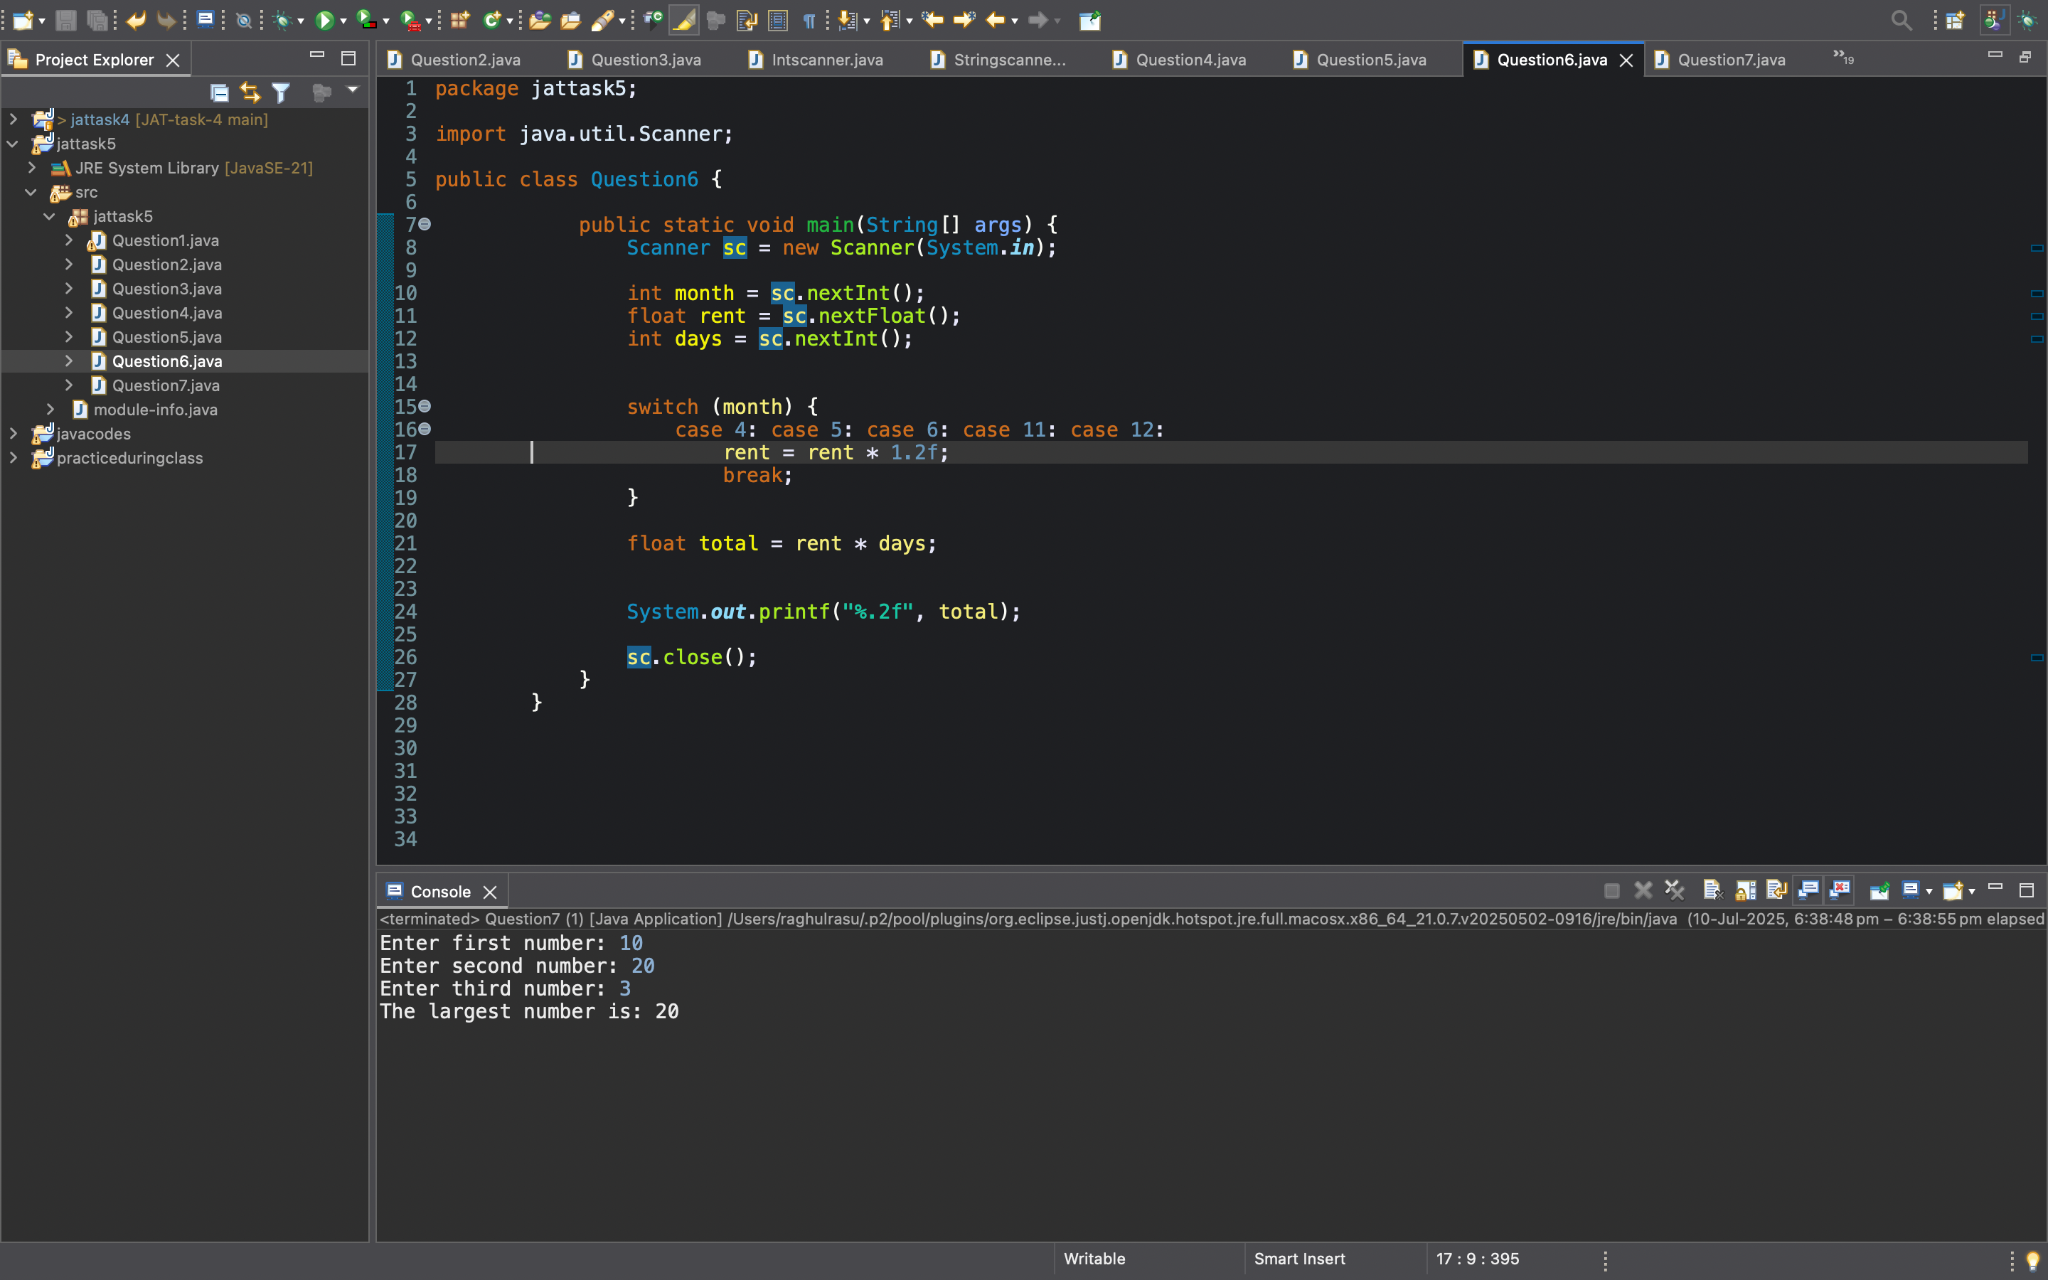 Project Explorer
> jattask4 [JAT-task-4 main]
jattask5
JRE System Library [JavaSE-21]
src
jattask5
Question1.java
Question2.java
Question3.java
Question4.java
Question5.java
Question6.java
Question7.java
module-info.java
javacodes
practiceduringclass
Question2.java Question3.java Intscanner.java Stringscanne... Question4.java Question5.java Question6.java Question7.java »19
1 package jattask5;
2
3 import java.util.Scanner;
4
5 public class Question6 {
6
7 public static void main(String[] args) {
8 Scanner sc = new Scanner(System.in);
9
10 int month = sc.nextInt();
11 float rent = sc.nextFloat();
12 int days = sc.nextInt();
13
14
15 switch (month) {
16 case 4: case 5: case 6: case 11: case 12:
17 rent = rent * 1.2f;
18 break;
19 }
20
21 float total = rent * days;
22
23
24 System.out.printf("%.2f", total);
25
26 sc.close();
27 }
28 }
29
30
31
32
33
34
Console
<terminated> Question7 (1) [Java Application] /Users/raghulrasu/.p2/pool/plugins/org.eclipse.justj.openjdk.hotspot.jre.full.macosx.x86_64_21.0.7.v20250502-0916/jre/bin/java (10-Jul-2025, 6:38:48 pm – 6:38:55 pm elapsed
Enter first number: 10
Enter second number: 20
Enter third number: 3
The largest number is: 20
Writable Smart Insert 17 : 9 : 395